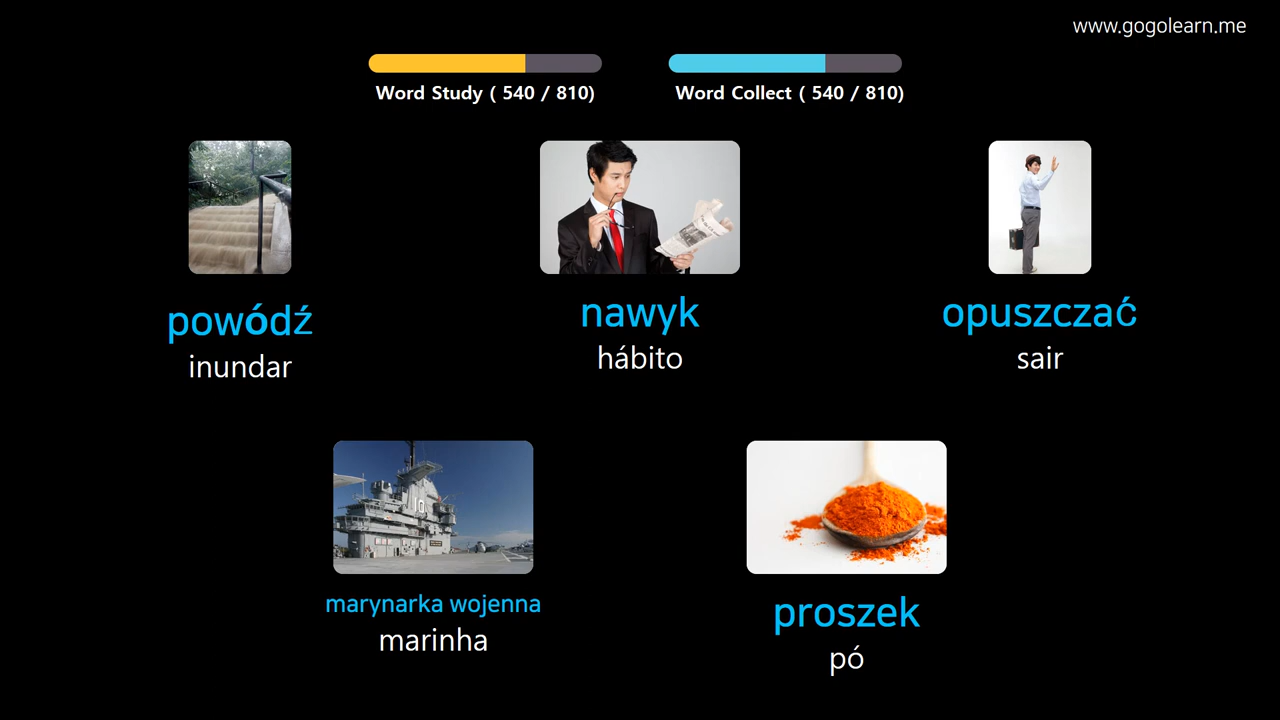 www.gogolearn.me
Word Study ( 540 / 810)
Word Collect ( 540 / 810)
powódź
inundar
nawyk
hábito
opuszczać
sair
10
marynarka wojenna
marinha
proszek
pó